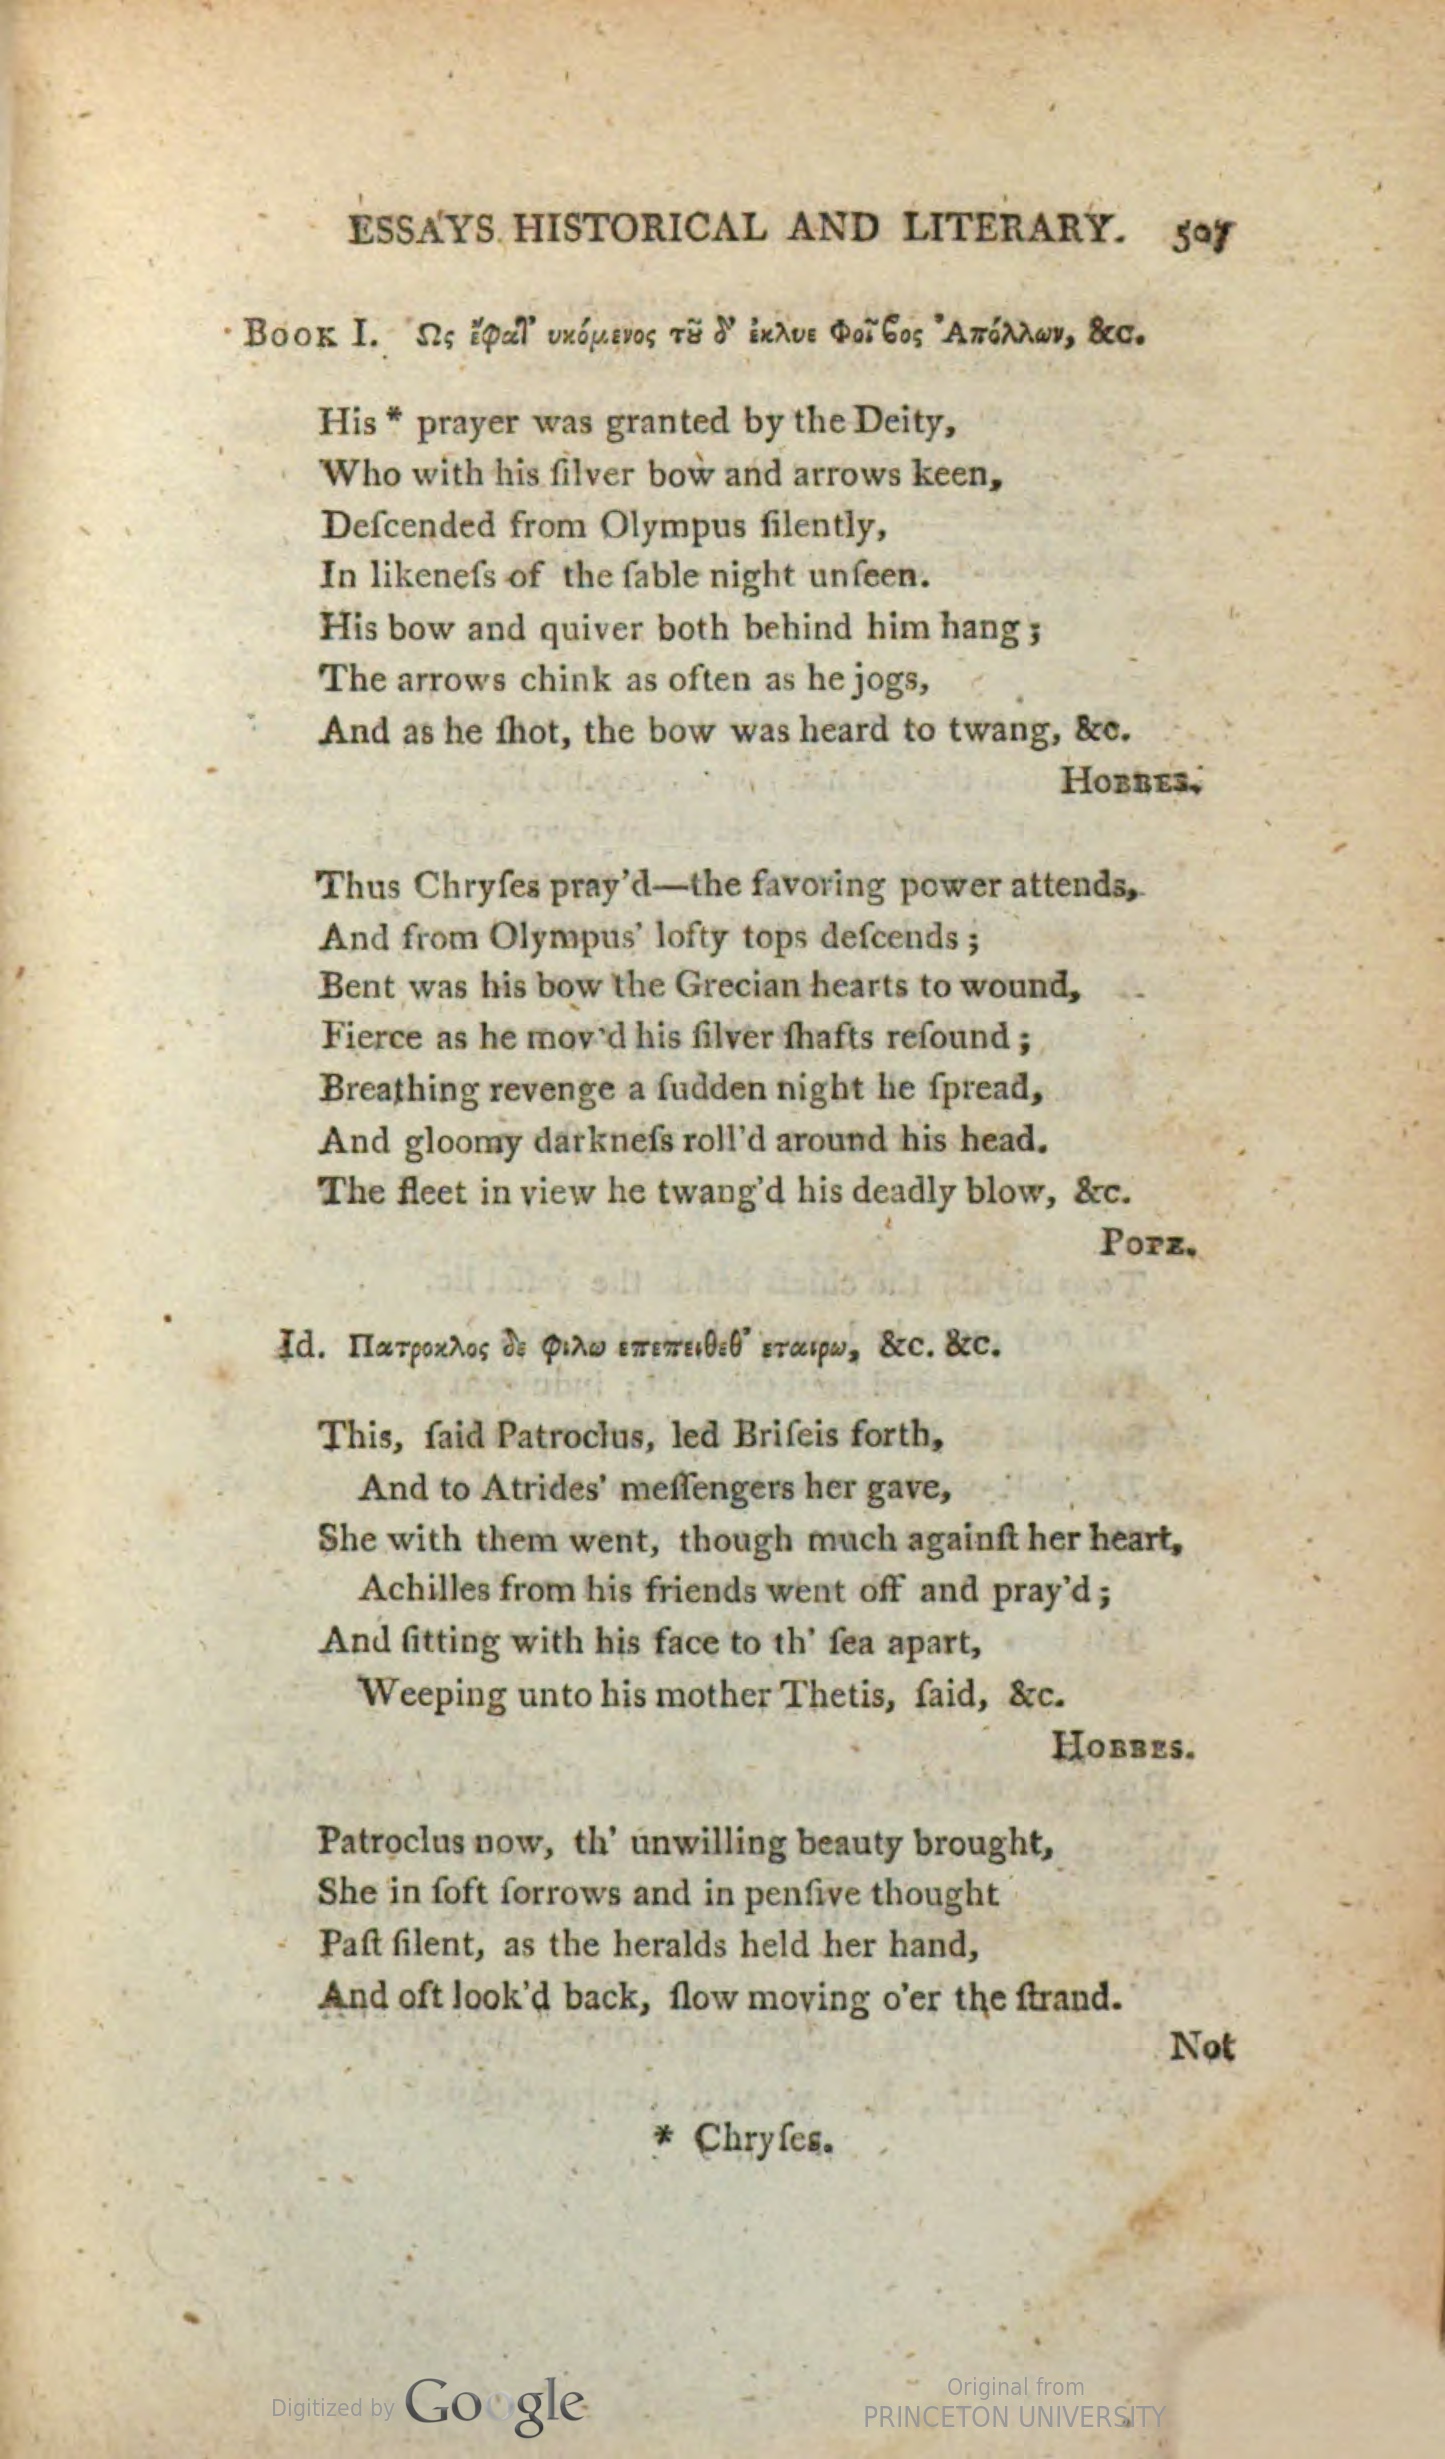 ESSAYS HISTORICAL AND LITERARY. 507
Book I. Ως ἔφατ' υκόμενος τȣ͂ δ' ἐκλυε Φοῖϐος Ἀπόλλων, &c.
His * prayer was granted by the Deity,
Who with his ſilver bow and arrows keen,
Deſcended from Olympus ſilently,
In likeneſs of the ſable night unſeen.
His bow and quiver both behind him hang;
The arrows chink as often as he jogs,
And as he ſhot, the bow was heard to twang, &c.
Hobbes.
Thus Chryſes pray'd—the favoring power attends,
And from Olympus' lofty tops deſcends;
Bent was his bow the Grecian hearts to wound,
Fierce as he mov'd his ſilver ſhafts reſound;
Breathing revenge a ſudden night he ſpread,
And gloomy darkneſs roll'd around his head.
The fleet in view he twang'd his deadly blow, &c.
Pope.
Id. Πατροκλος δε φιλω επεπειθεθ' εταιρω, &c. &c.
This, ſaid Patroclus, led Briſeis forth,
And to Atrides' meſſengers her gave,
She with them went, though much againſt her heart,
Achilles from his friends went off and pray'd;
And ſitting with his face to th' ſea apart,
Weeping unto his mother Thetis, ſaid, &c.
Hobbes.
Patroclus now, th' unwilling beauty brought,
She in ſoft ſorrows and in penſive thought
Paſt ſilent, as the heralds held her hand,
And oft look'd back, ſlow moving o'er the ſtrand.
Not
* Chryſes.
Digitized by Google
Original from
PRINCETON UNIVERSITY